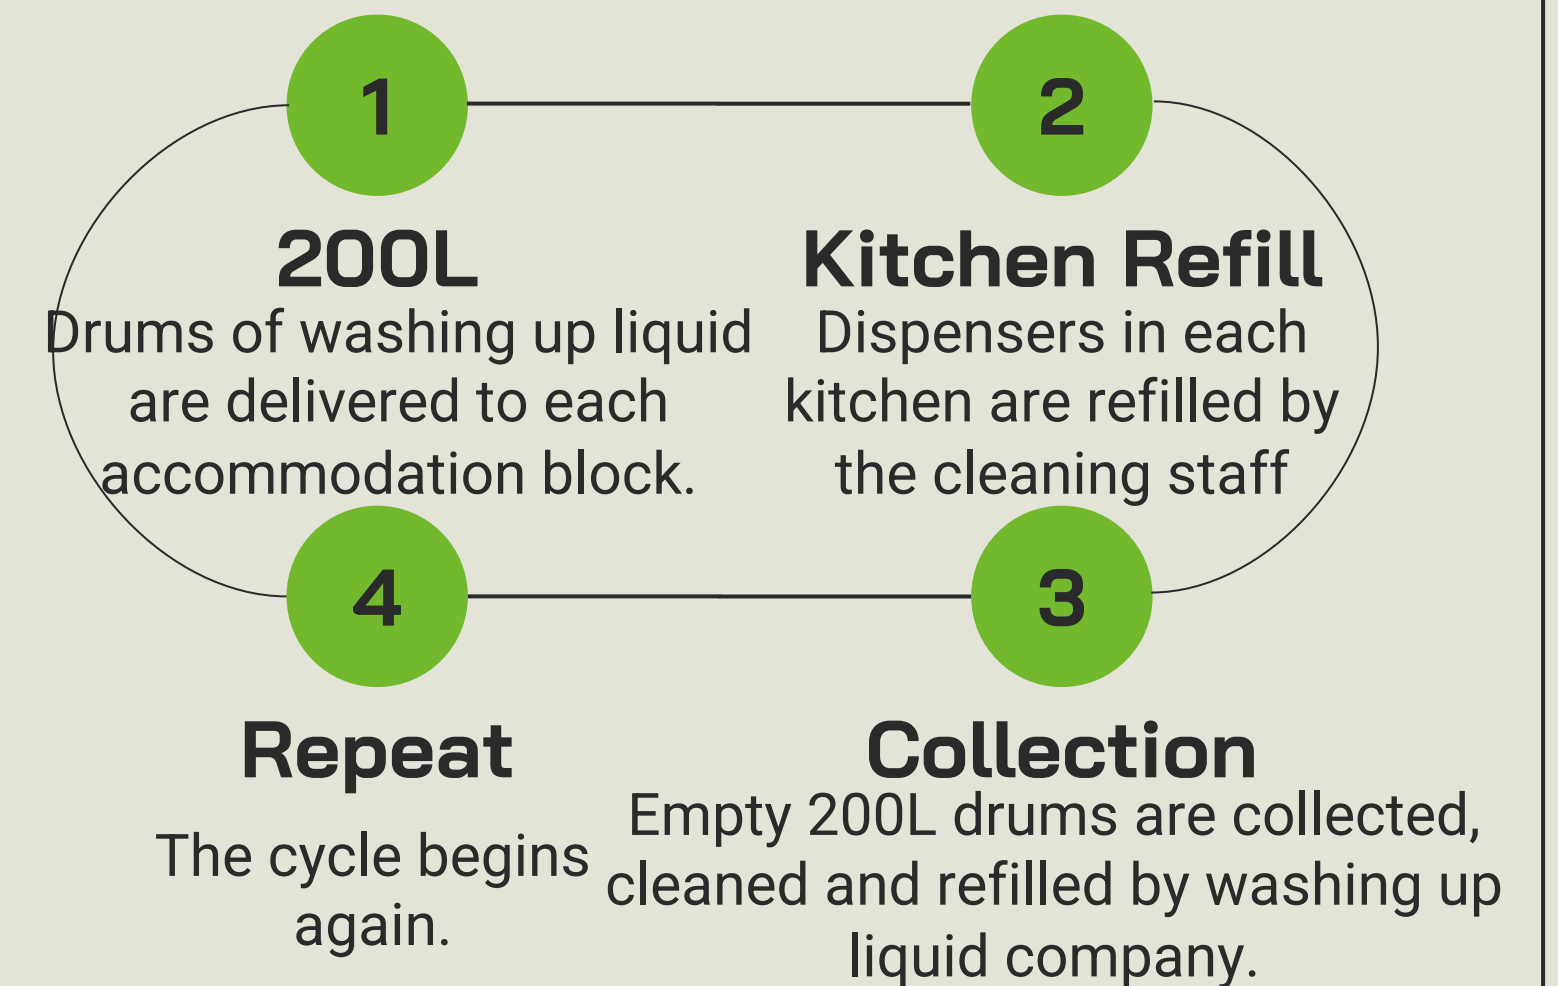 1
200L
Drums of washing up liquid
are delivered to each
accommodation block.
2
Kitchen Refill
Dispensers in each
kitchen are refilled by
the cleaning staff
3
Collection
Empty 200L drums are collected,
cleaned and refilled by washing up
liquid company.
4
Repeat
The cycle begins
again.